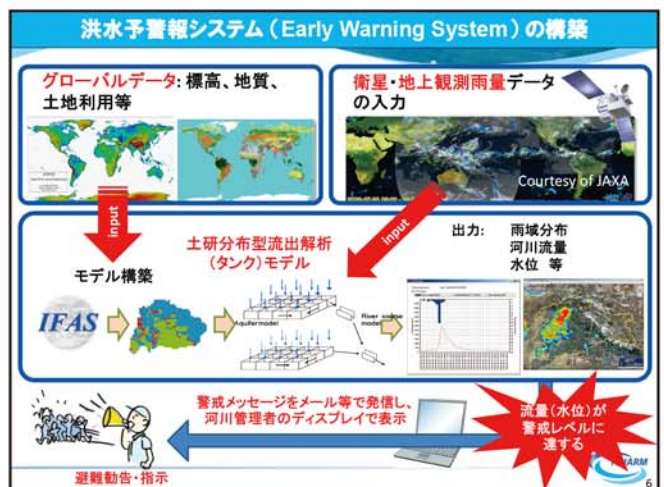 洪水予警報システム（Early Warning System）の構築
グローバルデータ：標高、地質、
土地利用等
衛星・地上観測雨量データ
の入力
Courtesy of JAXA
input
input
土研分布型流出解析
（タンク）モデル
モデル構築
出力：　雨域分布
河川流量
水位　等
IFAS
Aquifer model
River course
model
警戒メッセージをメール等で発信し、
河川管理者のディスプレイで表示
流量（水位）が
警戒レベルに
達する
避難勧告・指示
6